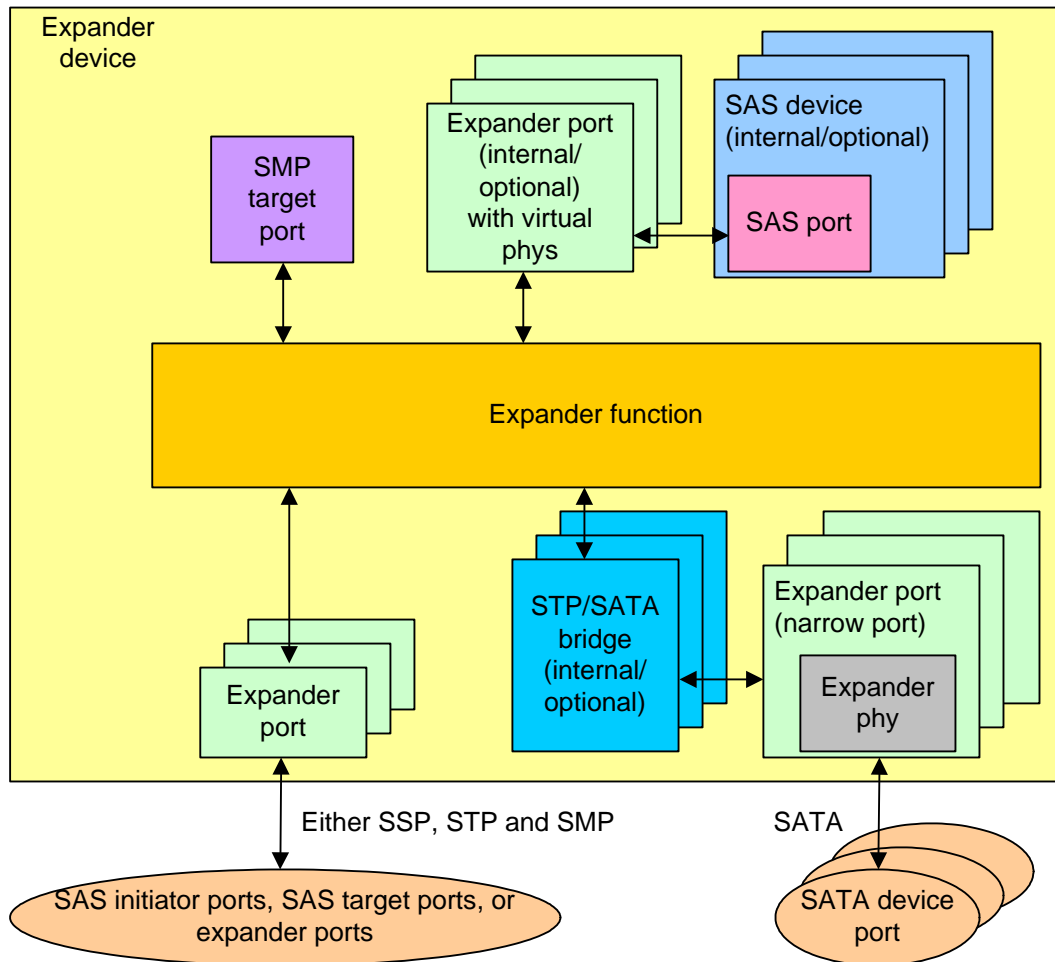 Expander
device
SMP
target
port
Expander port
(internal/
optional)
with virtual
phys
SAS device
(internal/optional)
SAS port
Expander function
Expander
port
STP/SATA
bridge
(internal/
optional)
Expander port
(narrow port)
Expander
phy
Either SSP, STP and SMP
SATA
SAS initiator ports, SAS target ports, or
expander ports
SATA device
port